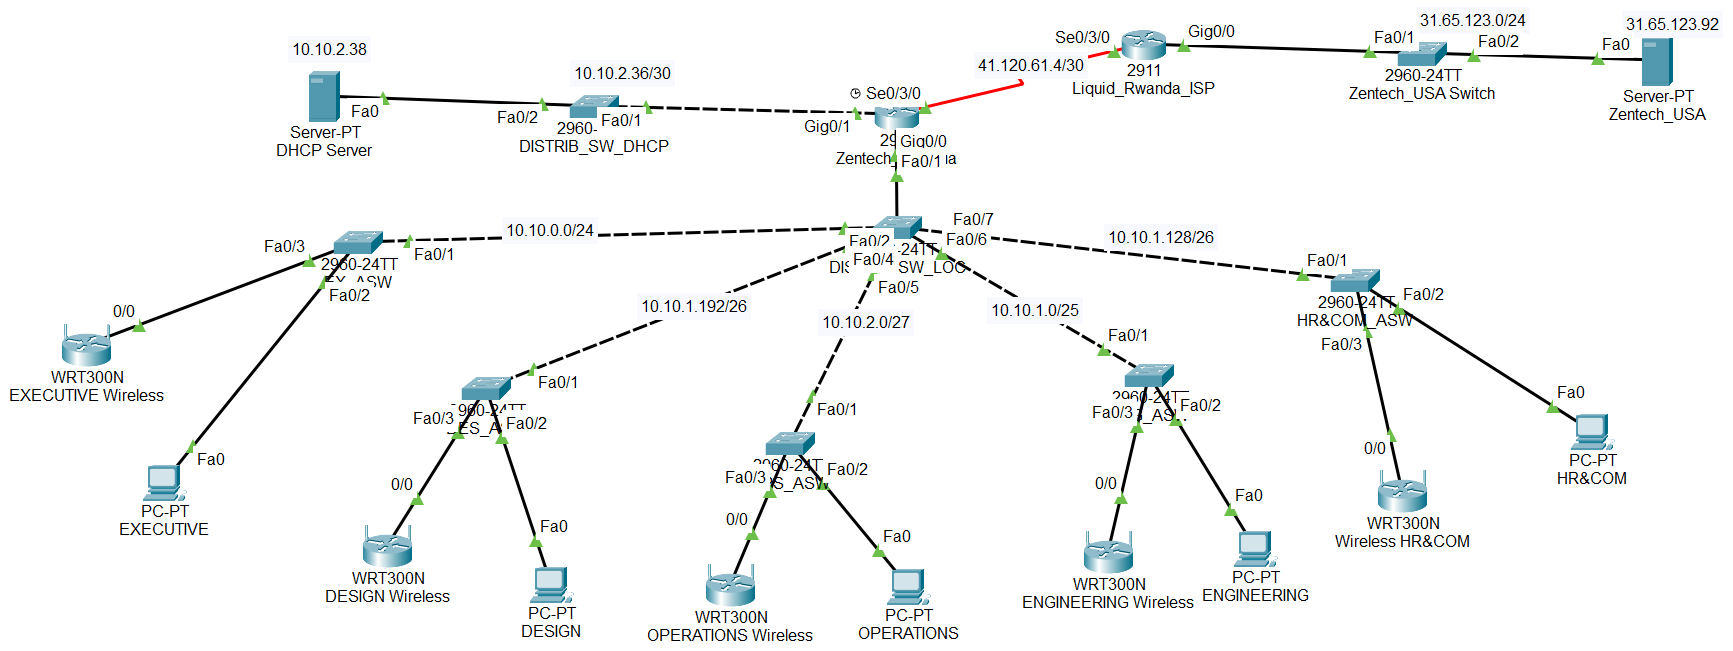 10.10.2.38
Fa0
Server-PT
DHCP Server
10.10.2.36/30
Fa0/2
Fa0/1
2960-
DISTRIB_SW_DHCP
Se0/3/0
Gig0/1
Gig0/0
Fa0/1
Zentech_
41.120.61.4/30
Se0/3/0
Gig0/0
2911
Liquid_Rwanda_ISP
31.65.123.0/24
Fa0/1
Fa0/2
2960-24TT
Zentech_USA Switch
31.65.123.92
Fa0
Server-PT
Zentech_USA
Fa0/3
10.10.0.0/24
Fa0/1
2960-24TT
Fa0/2
0/0
WRT300N
EXECUTIVE Wireless
Fa0
PC-PT
EXECUTIVE
Fa0/7
Fa0/6
Fa0/2
-24TT
SW_LOC
Fa0/4
Fa0/5
10.10.1.192/26
10.10.2.0/27
10.10.1.0/25
10.10.1.128/26
Fa0/1
Fa0/3
Fa0/2
0/0
WRT300N
DESIGN Wireless
Fa0
PC-PT
DESIGN
Fa0/1
Fa0/3
Fa0/2
0/0
WRT300N
OPERATIONS Wireless
Fa0
PC-PT
OPERATIONS
Fa0/1
Fa0/3
Fa0/2
0/0
WRT300N
ENGINEERING Wireless
Fa0
PC-PT
ENGINEERING
Fa0/1
2960-24TT
HR&COM_ASW
Fa0/2
Fa0/3
0/0
WRT300N
Wireless HR&COM
Fa0
PC-PT
HR&COM